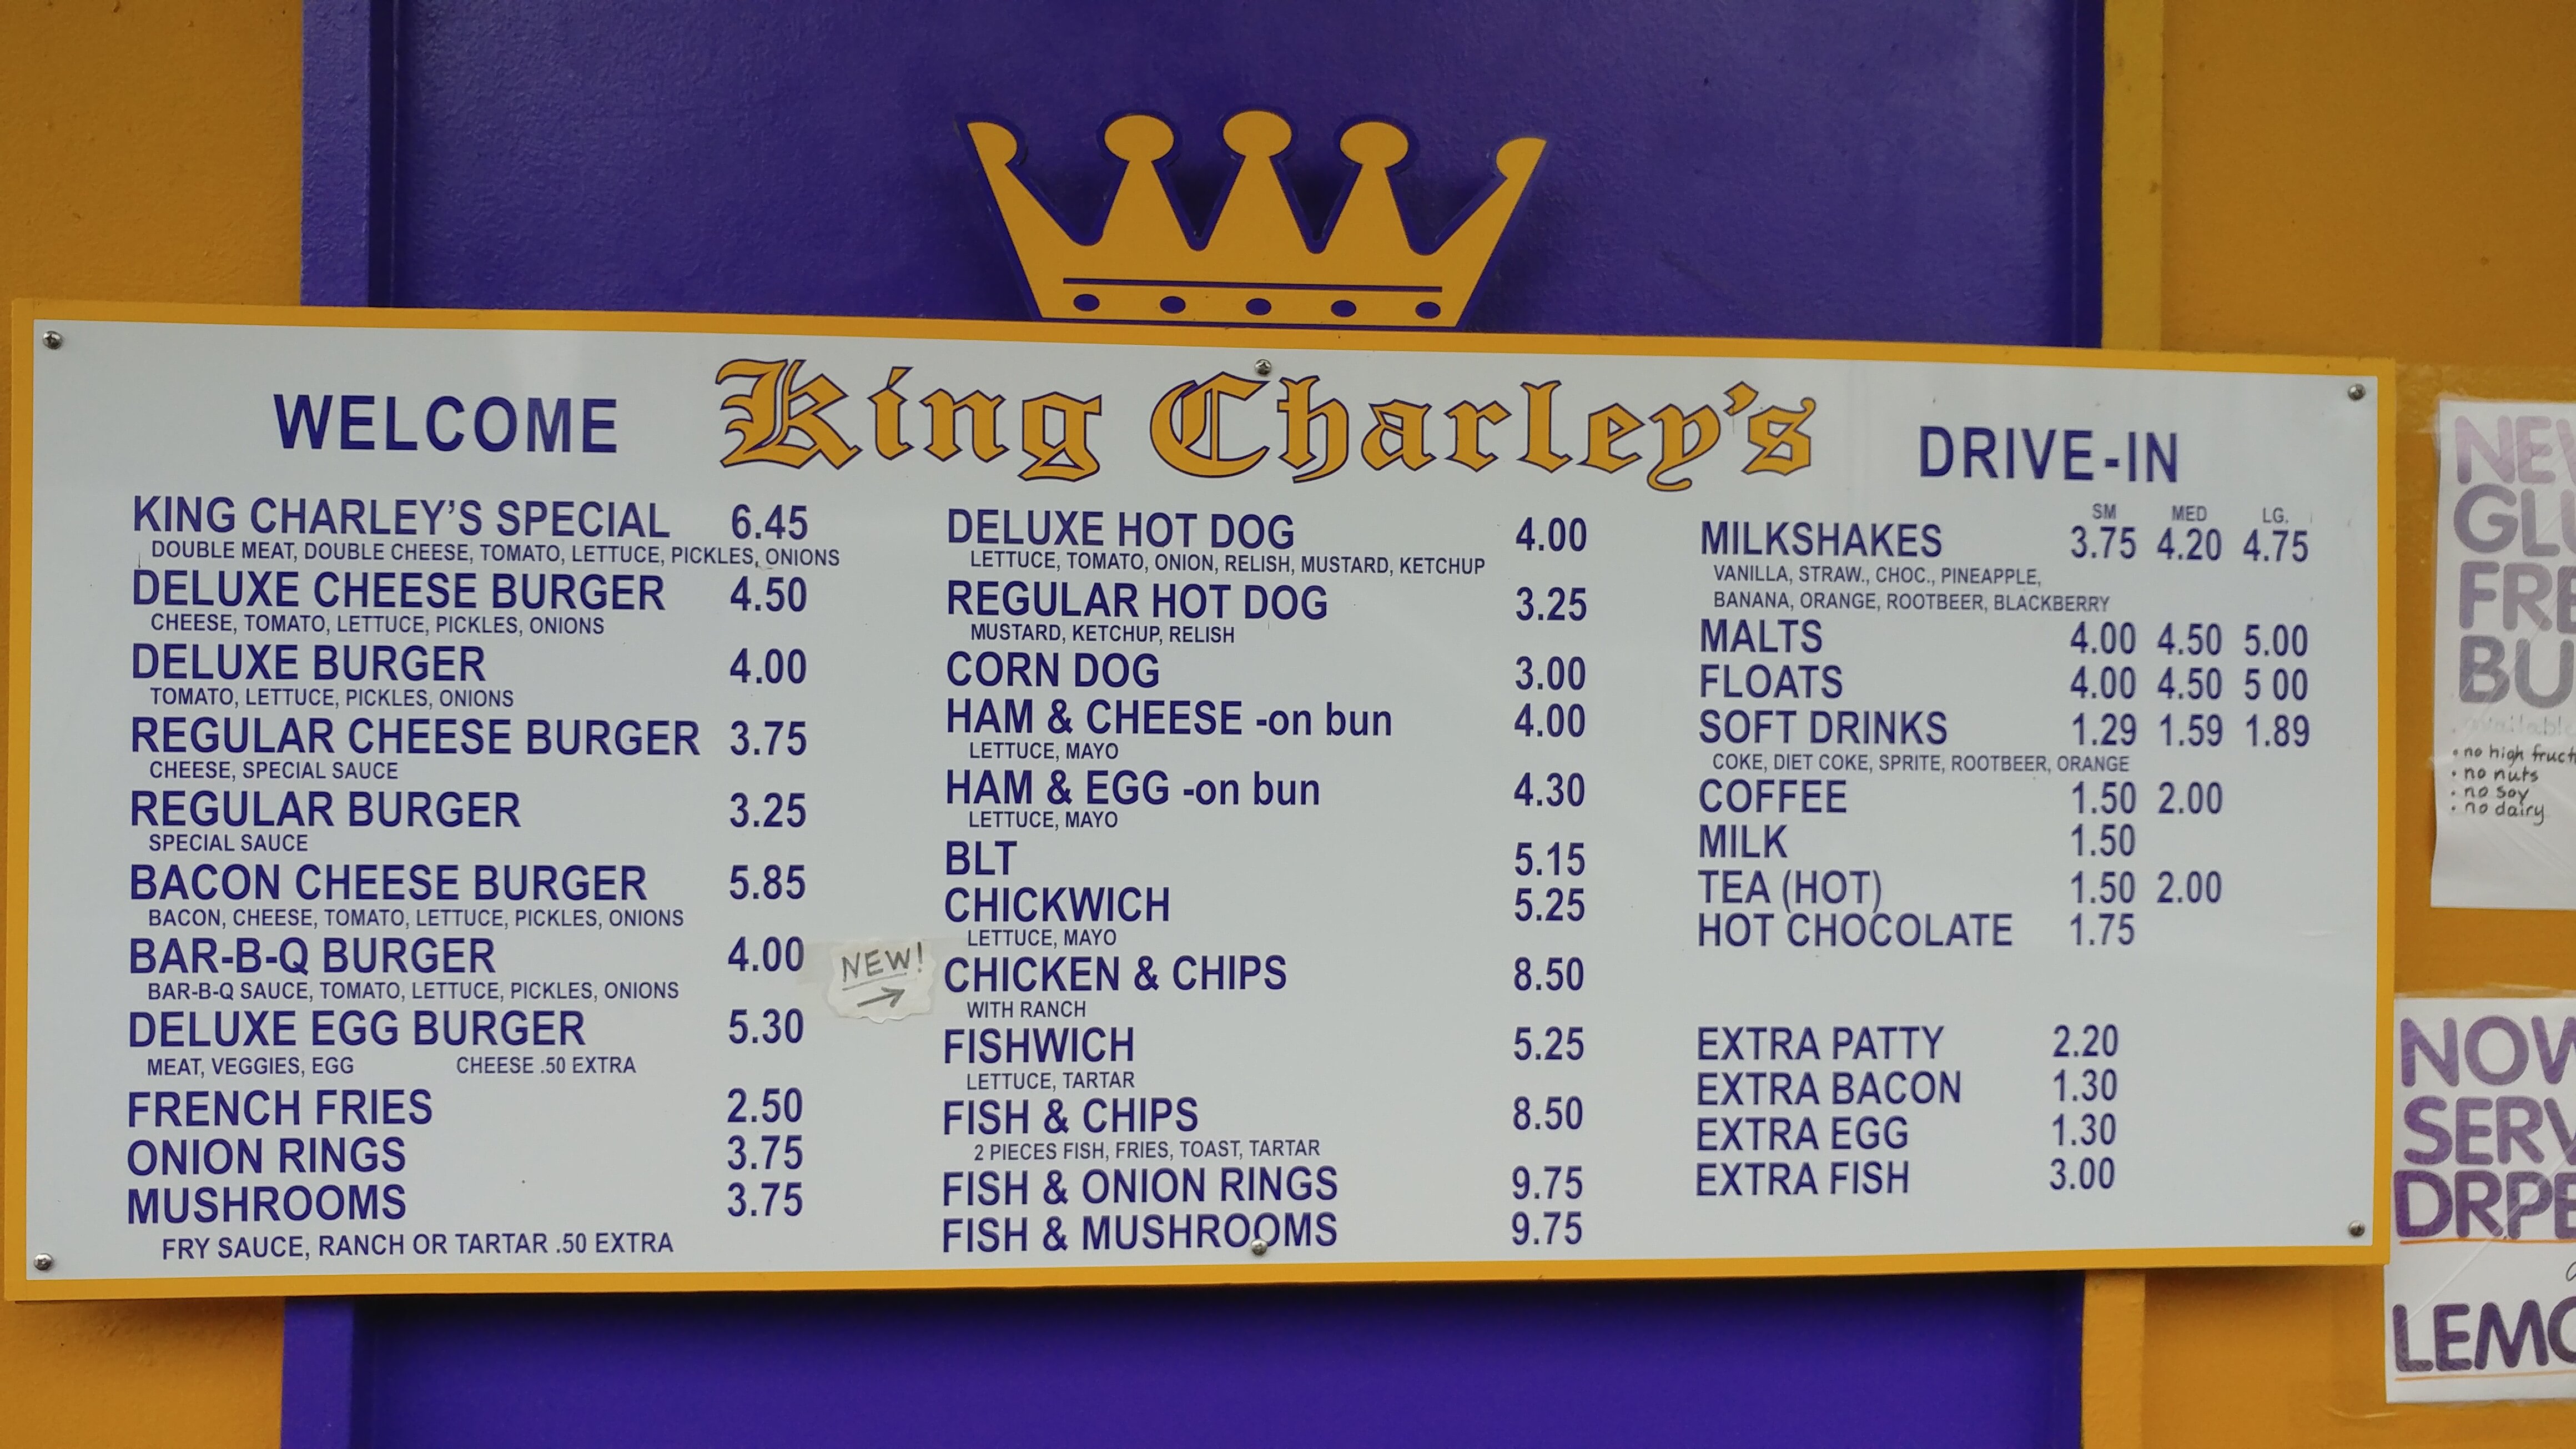 WELCOME King Charley's DRIVE-IN
KING CHARLEY'S SPECIAL 6.45
DOUBLE MEAT, DOUBLE CHEESE, TOMATO, LETTUCE, PICKLES, ONIONS
DELUXE CHEESE BURGER 4.50
CHEESE, TOMATO, LETTUCE, PICKLES, ONIONS
DELUXE BURGER 4.00
TOMATO, LETTUCE, PICKLES, ONIONS
REGULAR CHEESE BURGER 3.75
CHEESE, SPECIAL SAUCE
REGULAR BURGER 3.25
SPECIAL SAUCE
BACON CHEESE BURGER 5.85
BACON, CHEESE, TOMATO, LETTUCE, PICKLES, ONIONS
BAR-B-Q BURGER 4.00
BAR-B-Q SAUCE, TOMATO, LETTUCE, PICKLES, ONIONS
DELUXE EGG BURGER 5.30
MEAT, VEGGIES, EGG CHEESE .50 EXTRA
FRENCH FRIES 2.50
ONION RINGS 3.75
MUSHROOMS 3.75
FRY SAUCE, RANCH OR TARTAR .50 EXTRA
DELUXE HOT DOG 4.00
LETTUCE, TOMATO, ONION, RELISH, MUSTARD, KETCHUP
REGULAR HOT DOG 3.25
MUSTARD, KETCHUP, RELISH
CORN DOG 3.00
HAM & CHEESE -on bun 4.00
LETTUCE, MAYO
HAM & EGG -on bun 4.30
LETTUCE, MAYO
BLT 5.15
CHICKWICH 5.25
LETTUCE, MAYO
NEW!
CHICKEN & CHIPS 8.50
WITH RANCH
FISHWICH 5.25
LETTUCE, TARTAR
FISH & CHIPS 8.50
2 PIECES FISH, FRIES, TOAST, TARTAR
FISH & ONION RINGS 9.75
FISH & MUSHROOMS 9.75
SM MED LG.
MILKSHAKES 3.75 4.20 4.75
VANILLA, STRAW., CHOC., PINEAPPLE,
BANANA, ORANGE, ROOTBEER, BLACKBERRY
MALTS 4.00 4.50 5.00
FLOATS 4.00 4.50 5 00
SOFT DRINKS 1.29 1.59 1.89
COKE, DIET COKE, SPRITE, ROOTBEER, ORANGE
COFFEE 1.50 2.00
MILK 1.50
TEA (HOT) 1.50 2.00
HOT CHOCOLATE 1.75
EXTRA PATTY 2.20
EXTRA BACON 1.30
EXTRA EGG 1.30
EXTRA FISH 3.00
NEW
GLU
FRE
BU
available
• no high fruct
• no nuts
• no soy
• no dairy
NOW
SERV
DRPE
LEMO